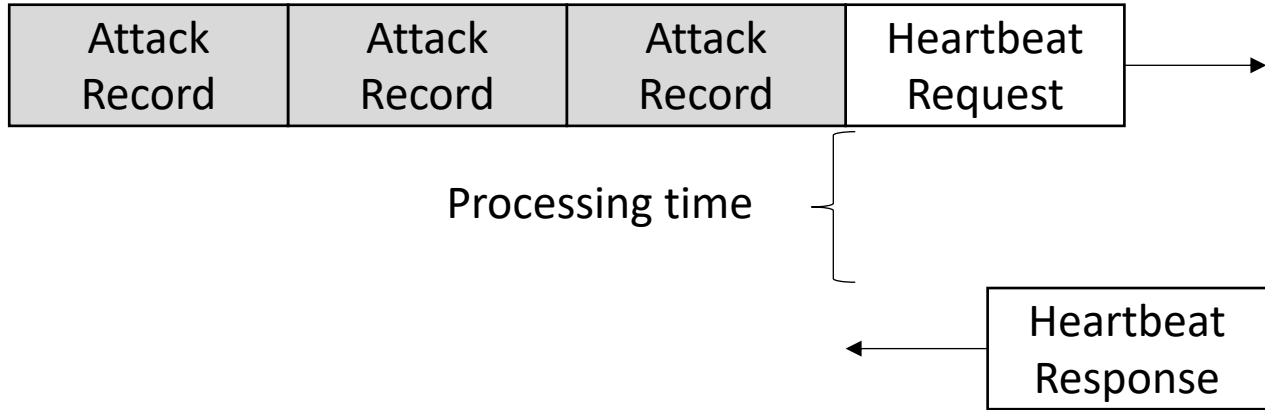 Attack
Record
Attack
Record
Attack
Record
Heartbeat
Request
Processing time
Heartbeat
Response